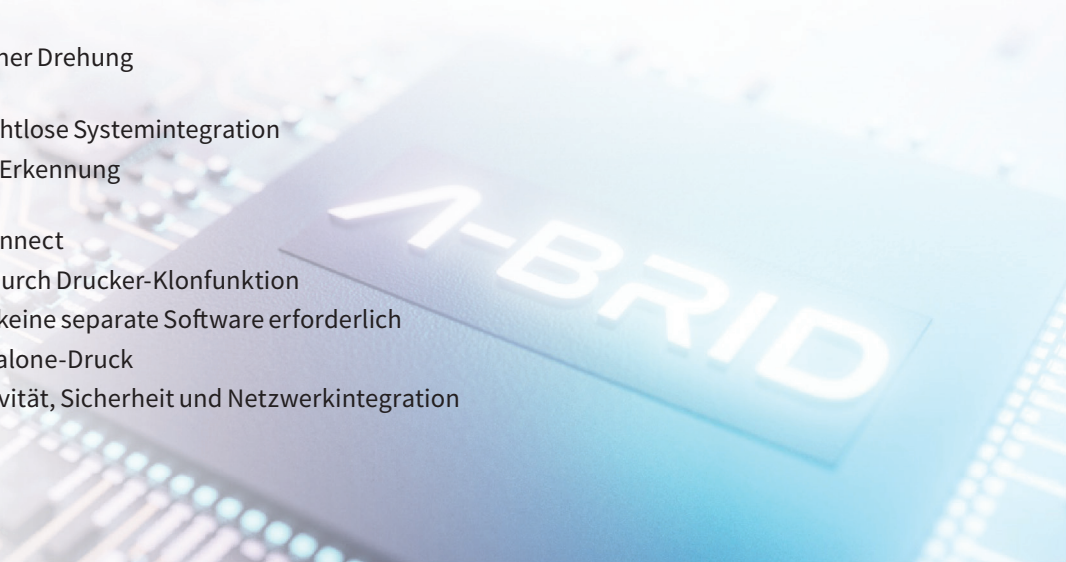 ner Drehung
htlose Systemintegration
Erkennung
nnect
urch Drucker-Klonfunktion
keine separate Software erforderlich
alone-Druck
vität, Sicherheit und Netzwerkintegration
A-BRID